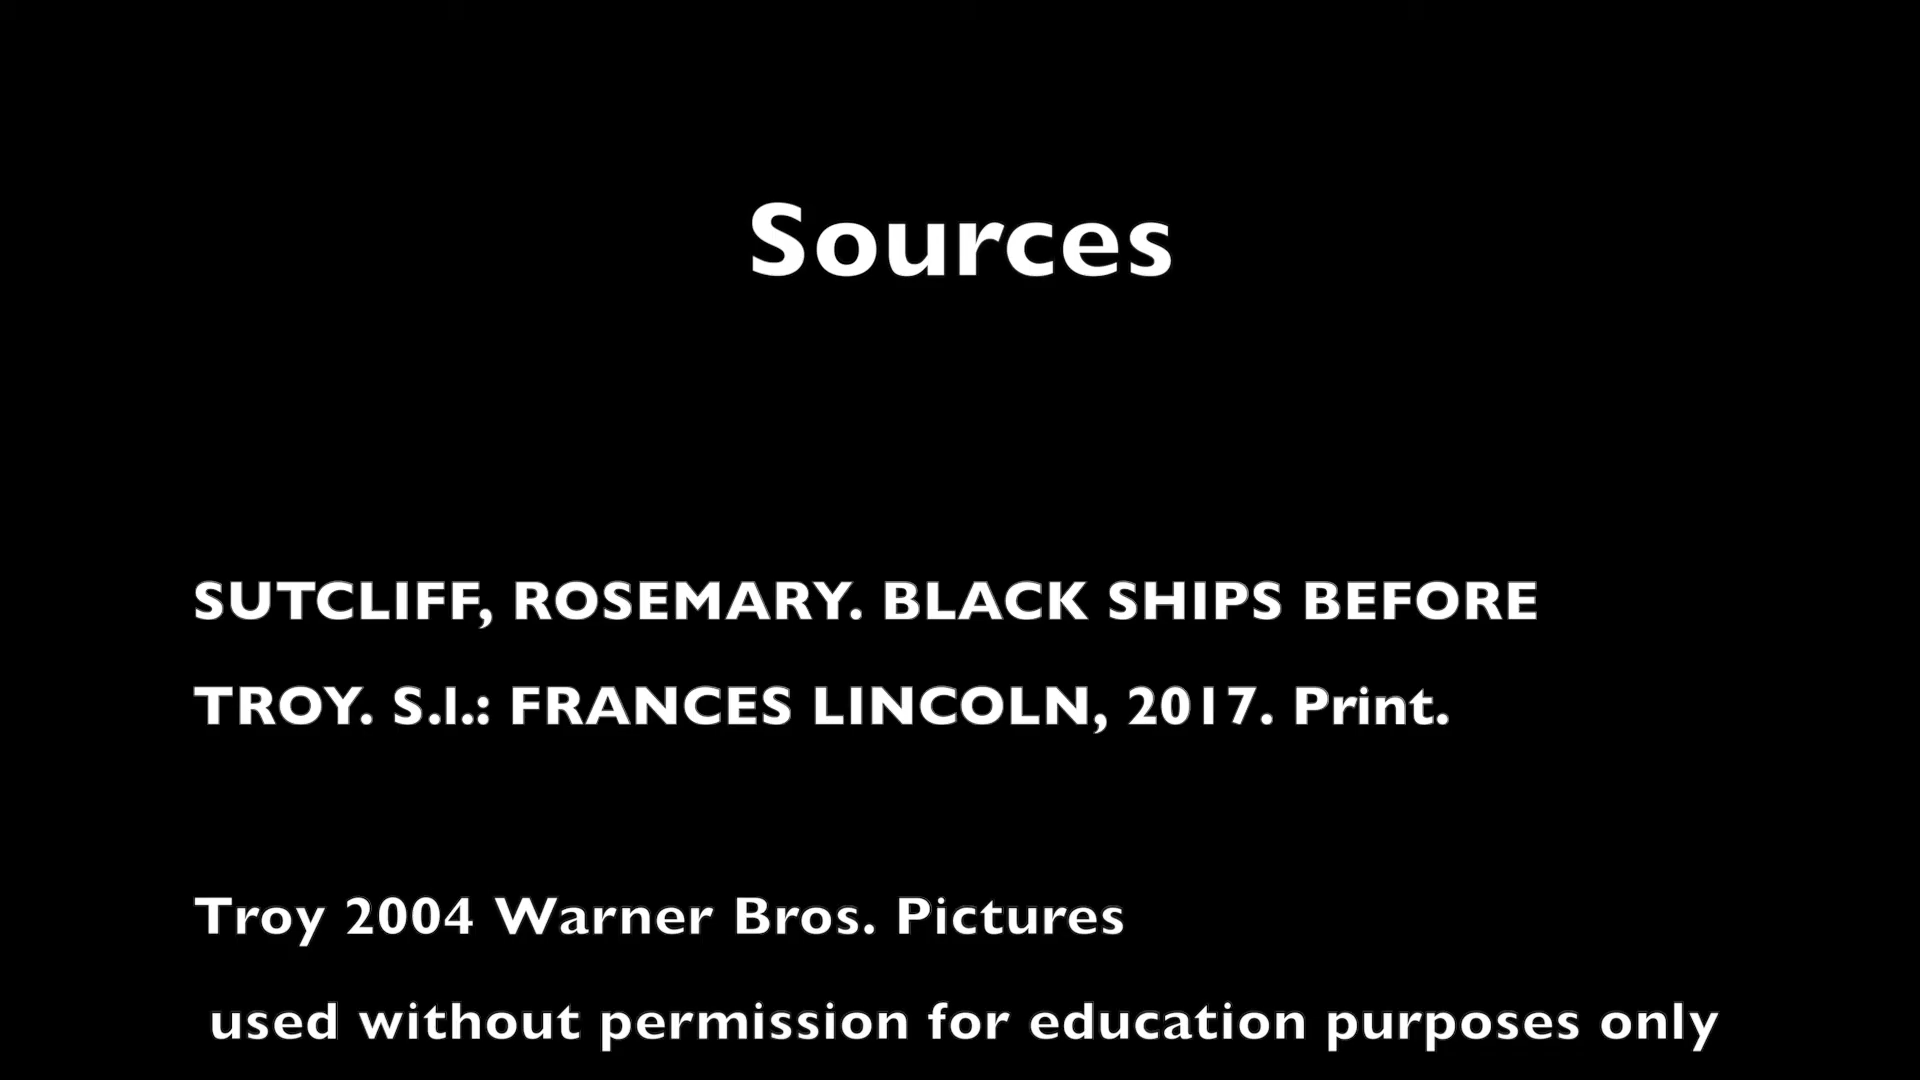 Sources
SUTCLIFF, ROSEMARY. BLACK SHIPS BEFORE
TROY. S.l.: FRANCES LINCOLN, 2017. Print.
Troy 2004 Warner Bros. Pictures
used without permission for education purposes only